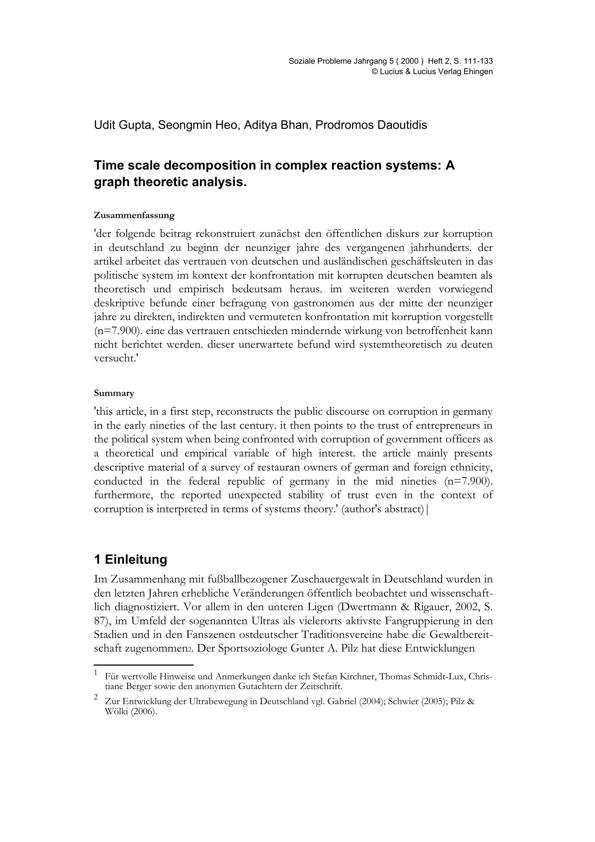 Soziale Probleme Jahrgang 5 ( 2000 ) Heft 2, S. 111-133
© Lucius & Lucius Verlag Ehingen
Udit Gupta, Seongmin Heo, Aditya Bhan, Prodromos Daoutidis
Time scale decomposition in complex reaction systems: A
graph theoretic analysis.
Zusammenfassung
'der folgende beitrag rekonstruiert zunächst den öffentlichen diskurs zur korruption
in deutschland zu beginn der neunziger jahre des vergangenen jahrhunderts. der
artikel arbeitet das vertrauen von deutschen und ausländischen geschäftsleuten in das
politische system im kontext der konfrontation mit korrupten deutschen beamten als
theoretisch und empirisch bedeutsam heraus. im weiteren werden vorwiegend
deskriptive befunde einer befragung von gastronomen aus der mitte der neunziger
jahre zu direkten, indirekten und vermuteten konfrontation mit korruption vorgestellt
(n=7.900). eine das vertrauen entschieden mindernde wirkung von betroffenheit kann
nicht berichtet werden. dieser unerwartete befund wird systemtheoretisch zu deuten
versucht.'
Summary
'this article, in a first step, reconstructs the public discourse on corruption in germany
in the early nineties of the last century. it then points to the trust of entrepreneurs in
the political system when being confronted with corruption of government officers as
a theoretical und empirical variable of high interest. the article mainly presents
descriptive material of a survey of restauran owners of german and foreign ethnicity,
conducted in the federal republic of germany in the mid nineties (n=7.900).
furthermore, the reported unexpected stability of trust even in the context of
corruption is interpreted in terms of systems theory.' (author's abstract)|
1 Einleitung
Im Zusammenhang mit fußballbezogener Zuschauergewalt in Deutschland wurden in
den letzten Jahren erhebliche Veränderungen öffentlich beobachtet und wissenschaft-
lich diagnostiziert. Vor allem in den unteren Ligen (Dwertmann & Rigauer, 2002, S.
87), im Umfeld der sogenannten Ultras als vielerorts aktivste Fangruppierung in den
Stadien und in den Fanszenen ostdeutscher Traditionsvereine habe die Gewaltbereit-
schaft zugenommen2. Der Sportsoziologe Gunter A. Pilz hat diese Entwicklungen
1 Für wertvolle Hinweise und Anmerkungen danke ich Stefan Kirchner, Thomas Schmidt-Lux, Chris-
tiane Berger sowie den anonymen Gutachtern der Zeitschrift.
2 Zur Entwicklung der Ultrabewegung in Deutschland vgl. Gabriel (2004); Schwier (2005); Pilz &
Wölki (2006).